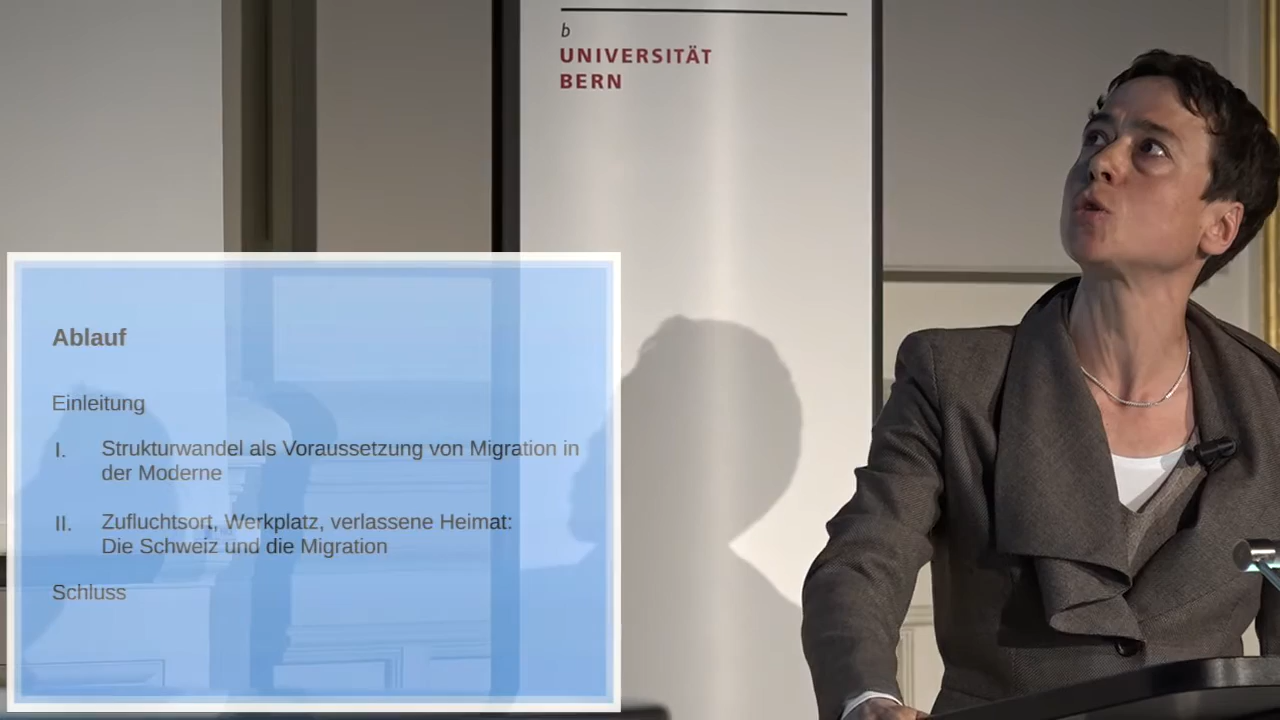 b
UNIVERSITÄT
BERN
Ablauf
Einleitung
I. Strukturwandel als Voraussetzung von Migration in
der Moderne
II. Zufluchtsort, Werkplatz, verlassene Heimat:
Die Schweiz und die Migration
Schluss